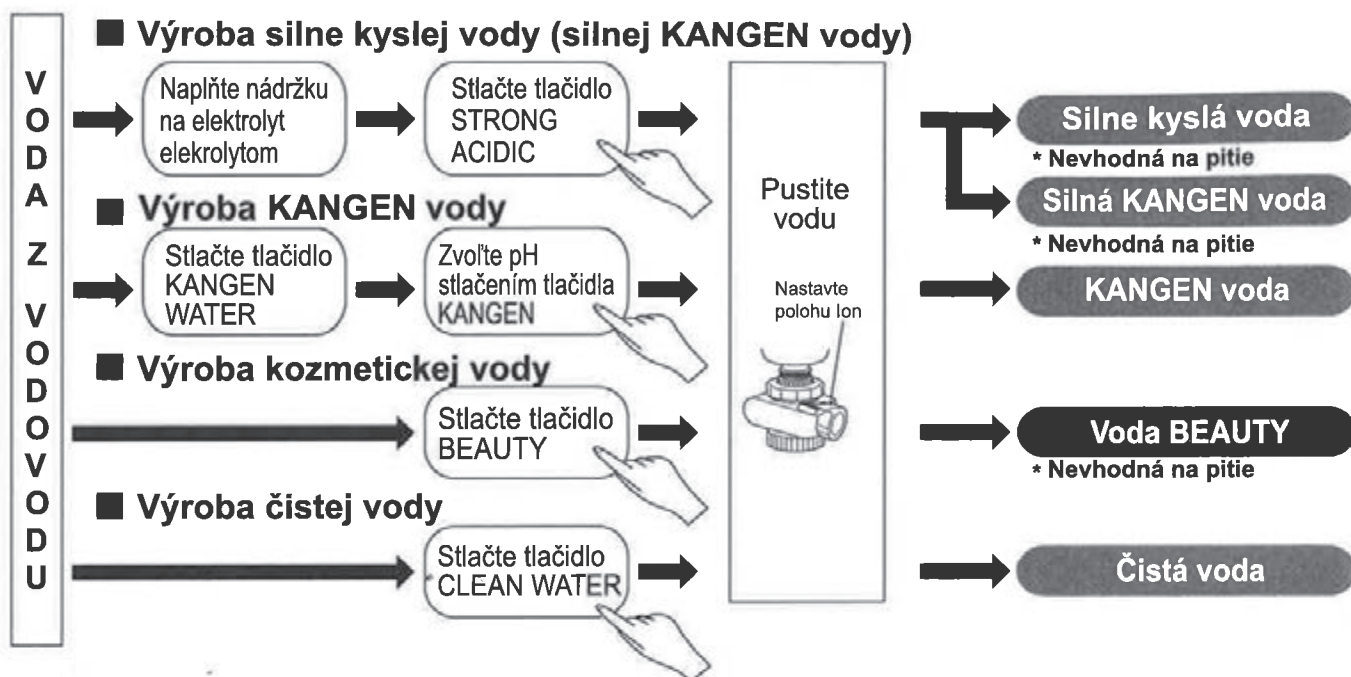 VODA Z VODOVODU
■ Výroba silne kyslej vody (silnej KANGEN vody)
Naplňte nádržku
na elektrolyt
elekrolytom
Stlačte tlačidlo
STRONG
ACIDIC
■ Výroba KANGEN vody
Stlačte tlačidlo
KANGEN
WATER
Zvoľte pH
stlačením tlačidla
KANGEN
■ Výroba kozmetickej vody
Stlačte tlačidlo
BEAUTY
■ Výroba čistej vody
Stlačte tlačidlo
CLEAN WATER
Pustite
vodu
Nastavte
polohu Ion
Silne kyslá voda
* Nevhodná na pitie
Silná KANGEN voda
* Nevhodná na pitie
KANGEN voda
Voda BEAUTY
* Nevhodná na pitie
Čistá voda